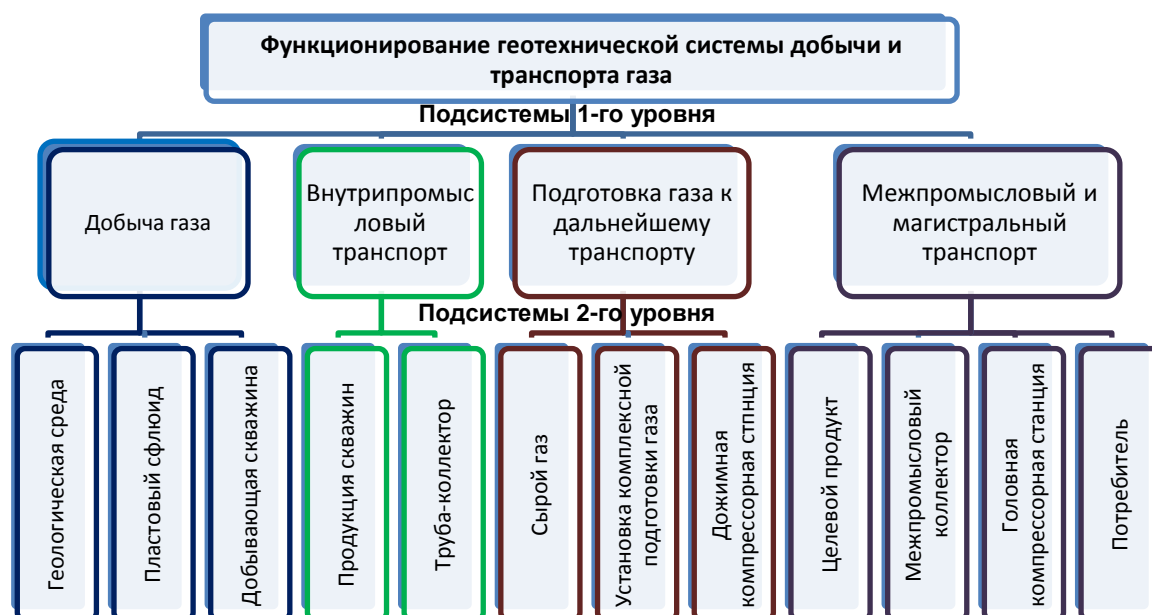 Функционирование геотехнической системы добычи и
транспорта газа
Подсистемы 1-го уровня
Добыча газа
Внутрипромыс
ловый
транспорт
Подготовка газа к
дальнейшему
транспорту
Межпромысловый и
магистральный
транспорт
Подсистемы 2-го уровня
Геологическая среда
Пластовый сфлюид
Добывающая скважина
Продукция скважин
Труба-коллектор
Сырой газ
Установка комплексной
подготовки газа
Дожимная
компрессорная стпнция
Целевой продукт
Межпромысловый
коллектор
Головная
компрессорная станция
Потребитель